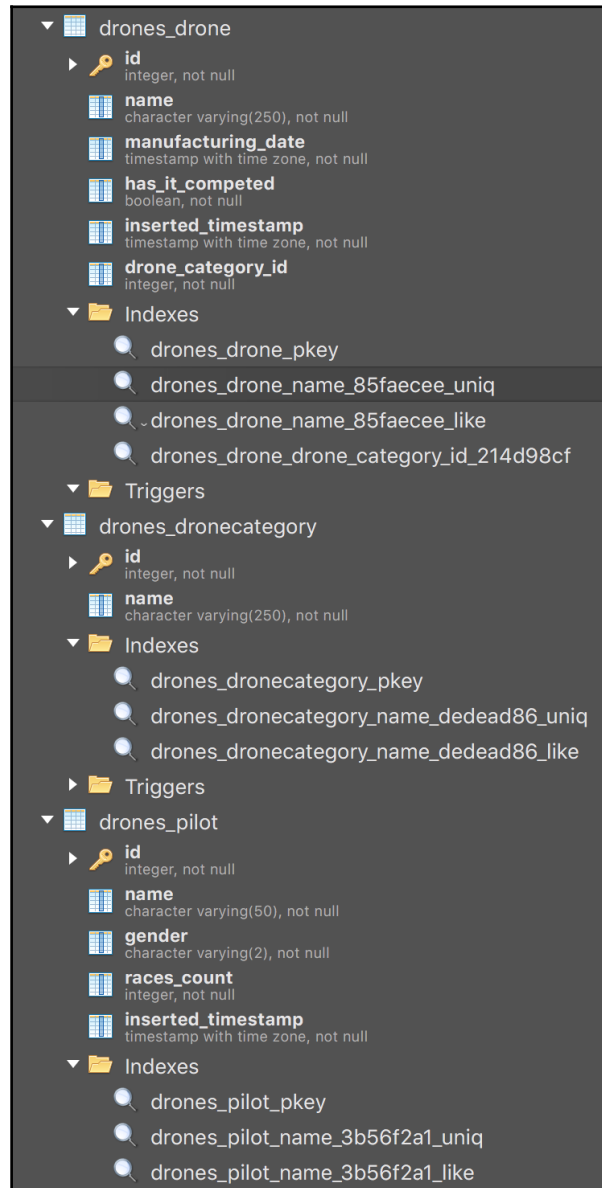 drones_drone
id
integer, not null
name
character varying(250), not null
manufacturing_date
timestamp with time zone, not null
has_it_competed
boolean, not null
inserted_timestamp
timestamp with time zone, not null
drone_category_id
integer, not null
Indexes
drones_drone_pkey
drones_drone_name_85faecee_uniq
drones_drone_name_85faecee_like
drones_drone_drone_category_id_214d98cf
Triggers
drones_dronecategory
id
integer, not null
name
character varying(250), not null
Indexes
drones_dronecategory_pkey
drones_dronecategory_name_dedead86_uniq
drones_dronecategory_name_dedead86_like
Triggers
drones_pilot
id
integer, not null
name
character varying(50), not null
gender
character varying(2), not null
races_count
integer, not null
inserted_timestamp
timestamp with time zone, not null
Indexes
drones_pilot_pkey
drones_pilot_name_3b56f2a1_uniq
drones_pilot_name_3b56f2a1_like